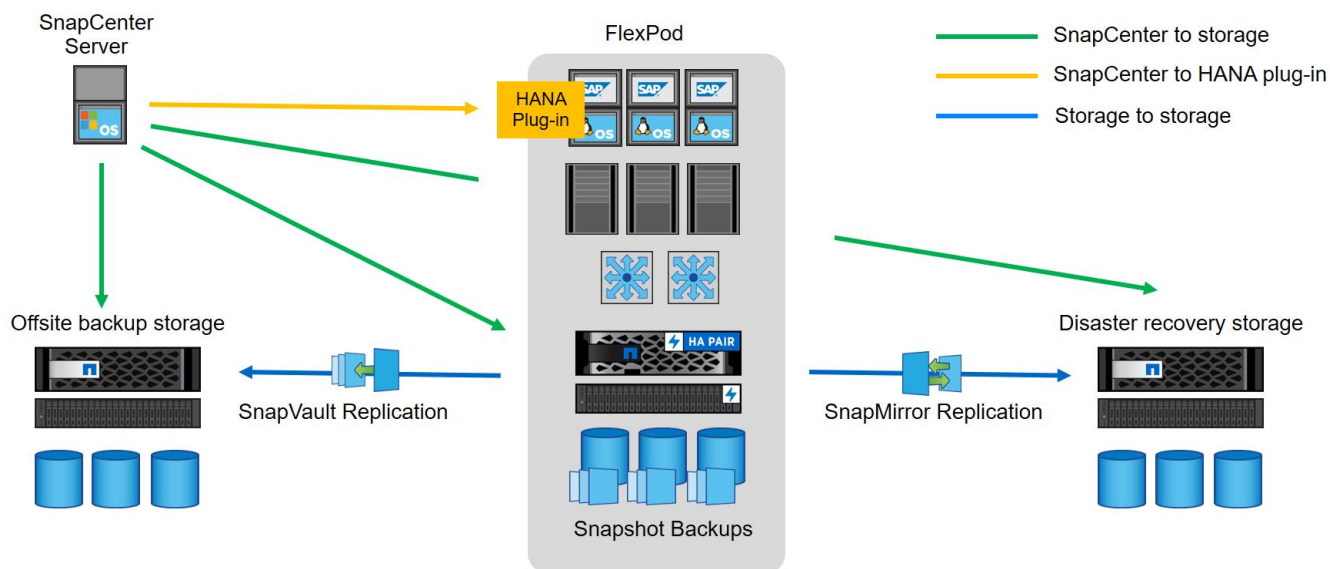 SnapCenter
Server
FlexPod
SnapCenter to storage
SnapCenter to HANA plug-in
Storage to storage
HANA
Plug-in
SAP SAP SAP
OS OS OS
OS
Offsite backup storage
HA PAIR
Disaster recovery storage
SnapVault Replication
SnapMirror Replication
Snapshot Backups